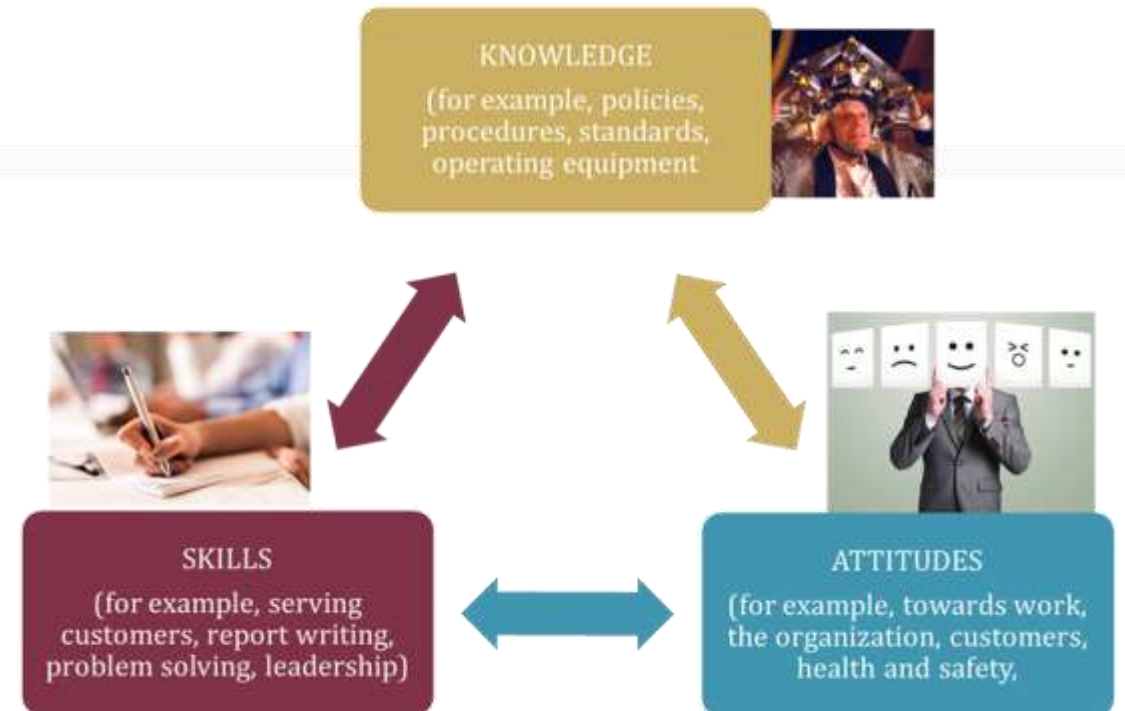 KNOWLEDGE
(for example, policies,
procedures, standards,
operating equipment
SKILLS
(for example, serving
customers, report writing,
problem solving, leadership)
ATTITUDES
(for example, towards work,
the organization, customers,
health and safety,